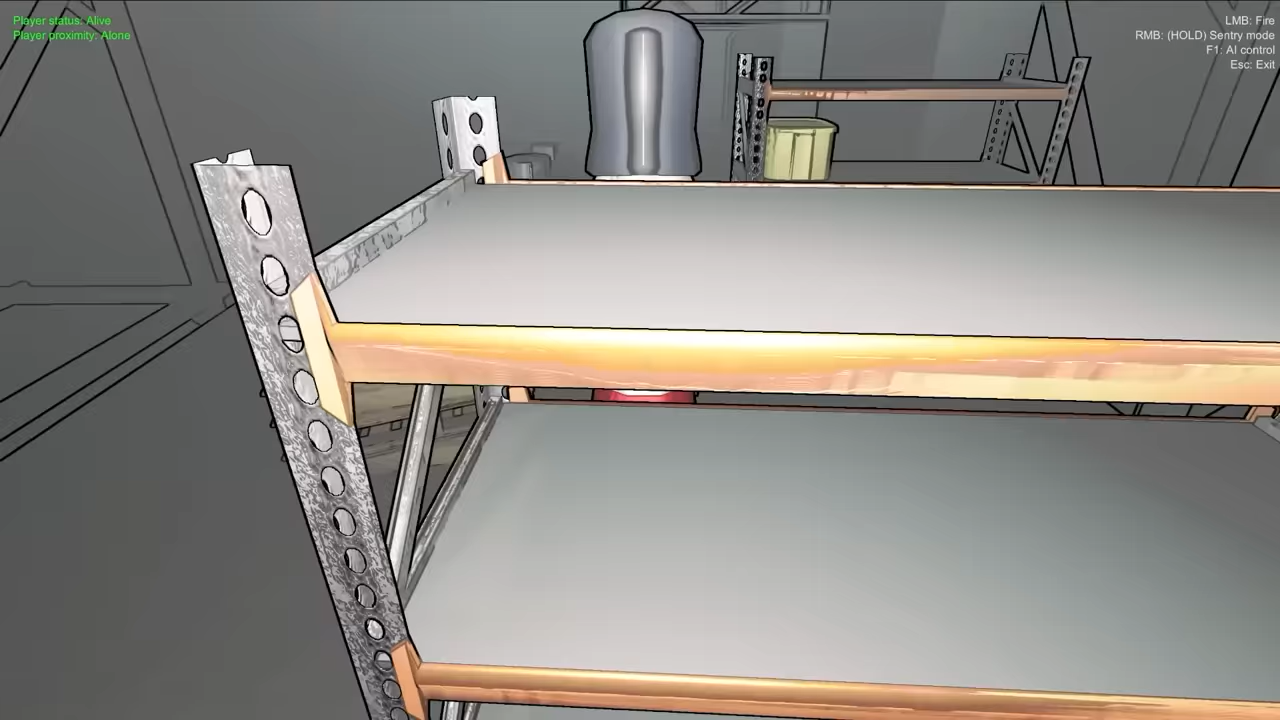 Player status: Alive
Player proximity: Alone
LMB: Fire
RMB: (HOLD) Sentry mode
F1: AI control
Esc: Exit